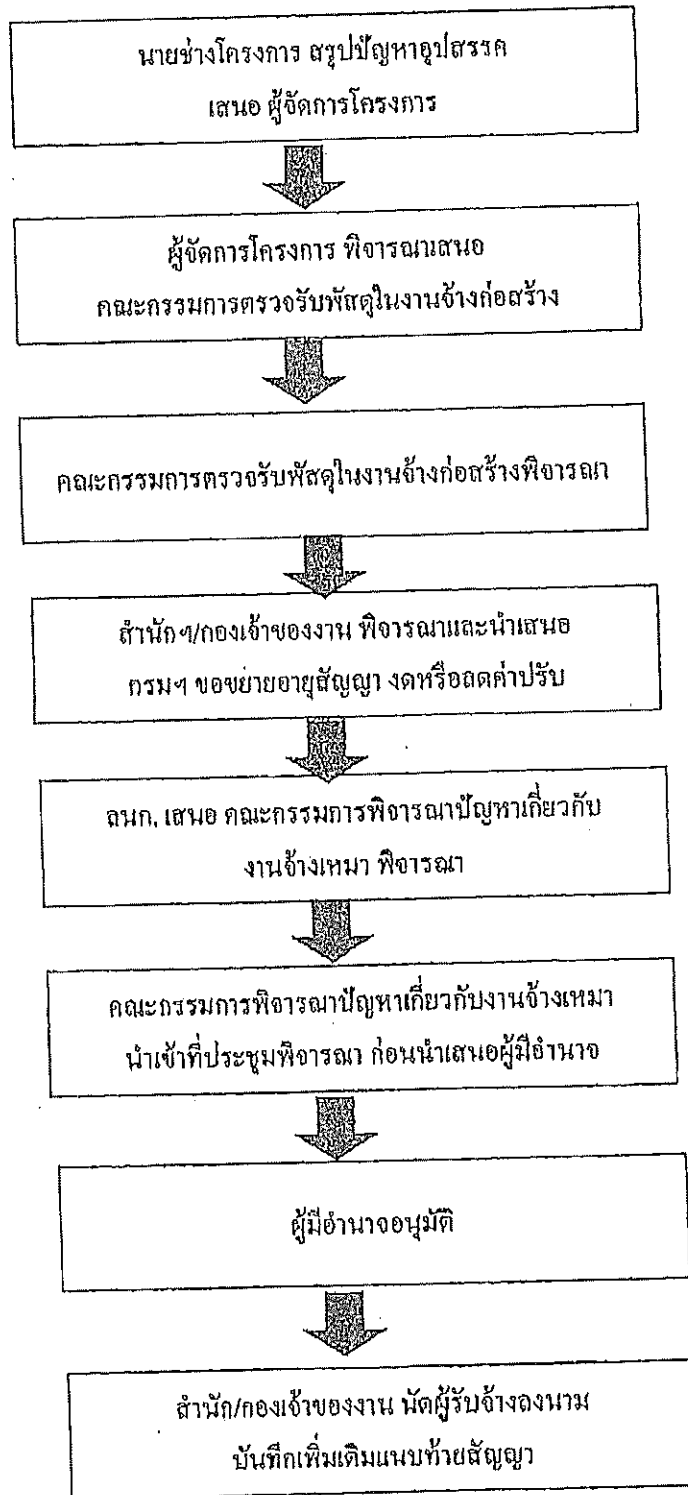 นายช่างโครงการ สรุปปัญหาอุปสรรค
เสนอ ผู้จัดการโครงการ
ผู้จัดการโครงการ พิจารณาเสนอ
คณะกรรมการตรวจรับพัสดุในงานจ้างก่อสร้าง
คณะกรรมการตรวจรับพัสดุในงานจ้างก่อสร้างพิจารณา
สำนักฯ/กองเจ้าของงาน พิจารณาและนำเสนอ
กรมฯ ขอขยายอายุสัญญา งดหรือลดค่าปรับ
ลนก. เสนอ คณะกรรมการพิจารณาปัญหาเกี่ยวกับ
งานจ้างเหมา พิจารณา
คณะกรรมการพิจารณาปัญหาเกี่ยวกับงานจ้างเหมา
นำเข้าที่ประชุมพิจารณา ก่อนนำเสนอผู้มีอำนาจ
ผู้มีอำนาจอนุมัติ
สำนัก/กองเจ้าของงาน นัดผู้รับจ้างลงนาม
บันทึกเพิ่มเติมแนบท้ายสัญญา